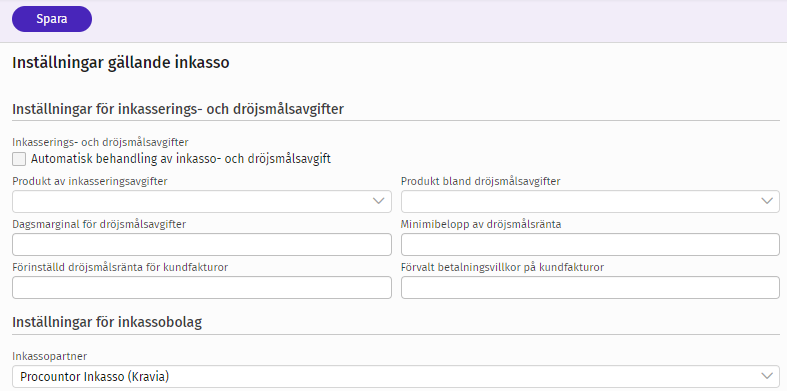 Spara
Inställningar gällande inkasso
Inställningar för inkasserings- och dröjsmålsavgifter
Inkasserings- och dröjsmålsavgifter
Automatisk behandling av inkasso- och dröjsmålsavgift
Produkt av inkasseringsavgifter
Produkt bland dröjsmålsavgifter
Dagsmarginal för dröjsmålsavgifter
Minimibelopp av dröjsmålsränta
Förinställd dröjsmålsränta för kundfakturor
Förvalt betalningsvillkor på kundfakturor
Inställningar för inkassobolag
Inkassopartner
Procountor Inkasso (Kravia)